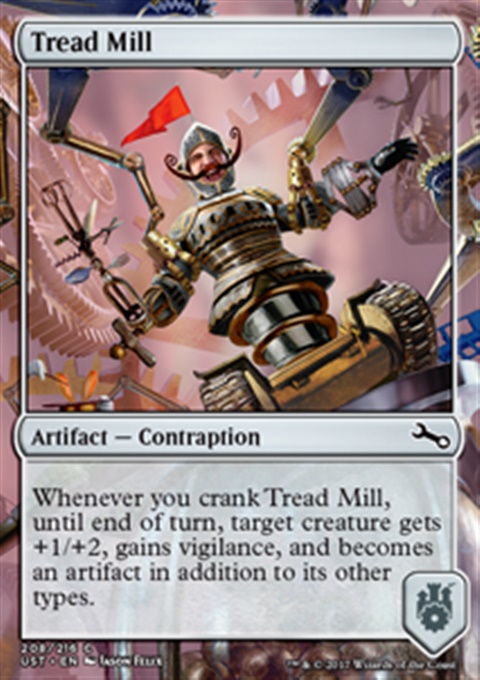 Tread Mill
Artifact — Contraption
Whenever you crank Tread Mill,
until end of turn, target creature gets
+1/+2, gains vigilance, and becomes
an artifact in addition to its other
types.
208/216 C
UST • EN Jason Felix
™ & © 2017 Wizards of the Coast